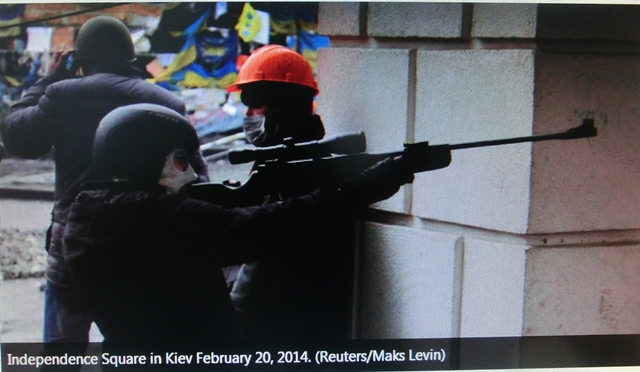 Independence Square in Kiev February 20, 2014. (Reuters/Maks Levin)